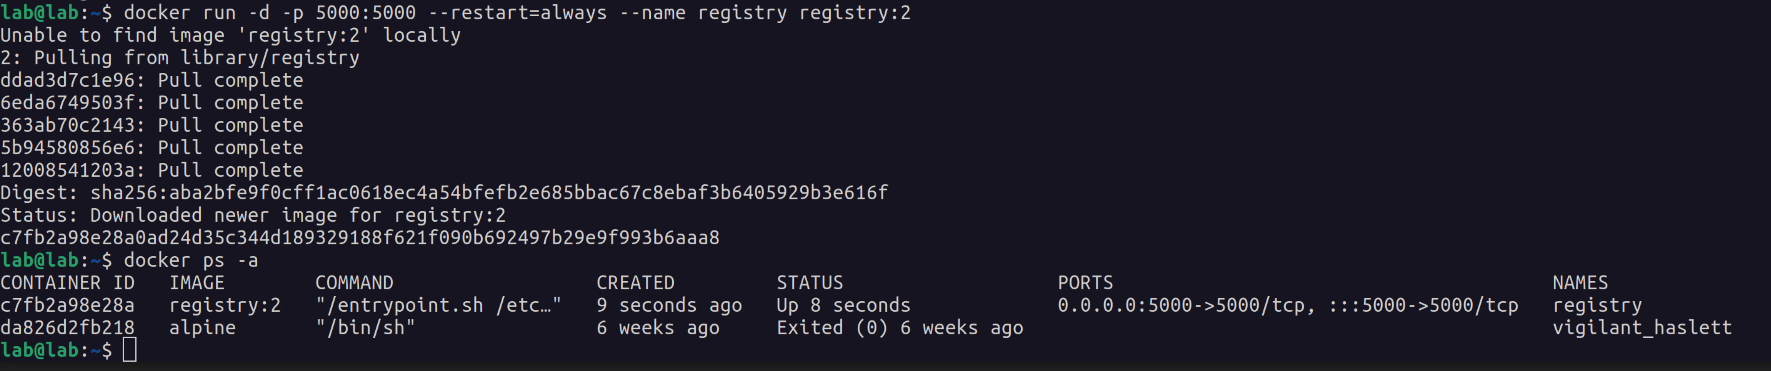 lab@lab:~$ docker run -d -p 5000:5000 --restart=always --name registry registry:2
Unable to find image 'registry:2' locally
2: Pulling from library/registry
ddad3d7c1e96: Pull complete
6eda6749503f: Pull complete
363ab70c2143: Pull complete
5b94580856e6: Pull complete
12008541203a: Pull complete
Digest: sha256:aba2bfe9f0cff1ac0618ec4a54bfefb2e685bbac67c8ebaf3b6405929b3e616f
Status: Downloaded newer image for registry:2
c7fb2a98e28a0ad24d35c344d189329188f621f090b692497b29e9f993b6aaa8
lab@lab:~$ docker ps -a
CONTAINER ID   IMAGE        COMMAND                  CREATED         STATUS                   PORTS                                       NAMES
c7fb2a98e28a   registry:2   "/entrypoint.sh /etc…"   9 seconds ago   Up 8 seconds             0.0.0.0:5000->5000/tcp, :::5000->5000/tcp   registry
da826d2fb218   alpine       "/bin/sh"                6 weeks ago     Exited (0) 6 weeks ago                                               vigilant_haslett
lab@lab:~$